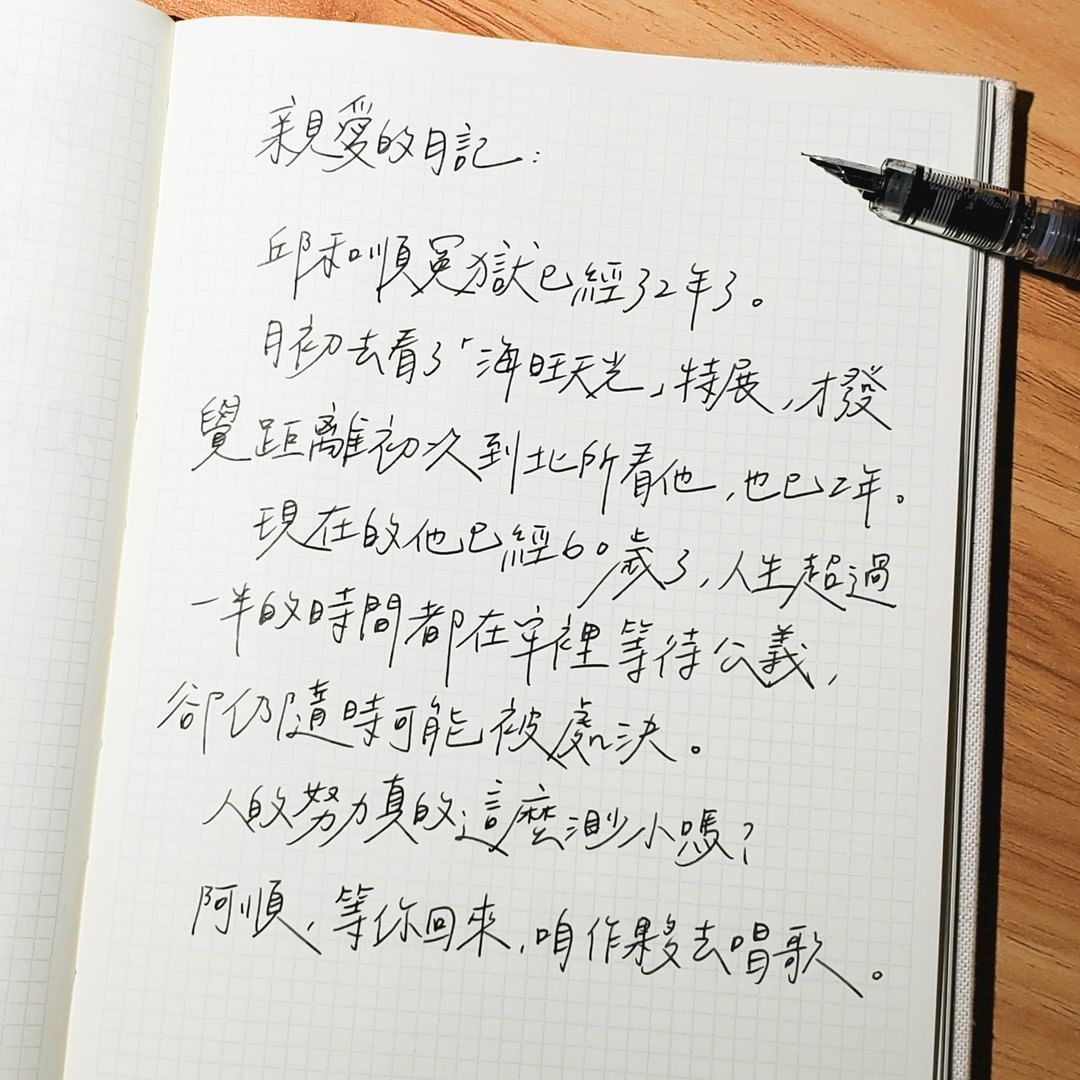 親愛的日記：
邱和順冤獄已經32年了。
月初去看了「海旺天光」特展，才發
覺距離初次到北所看他，也已2年。
現在的他已經60歲了，人生超過
一半的時間都在牢裡等待公義，
卻仍隨時可能被處決。
人的努力真的這麼渺小嗎？
阿順，等你回來，咱作夥去唱歌。